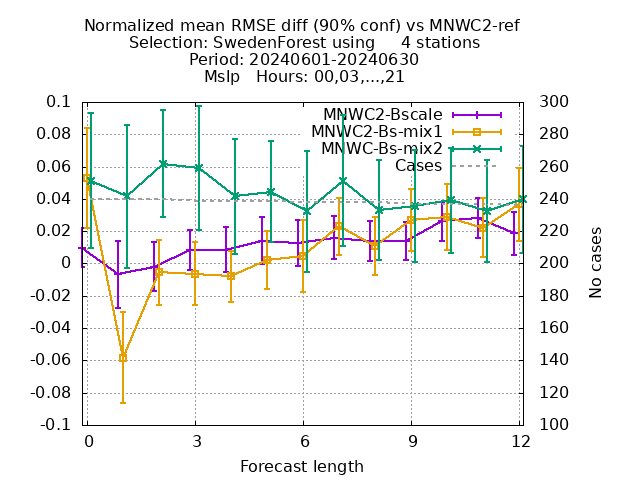 Normalized mean RMSE diff (90% conf) vs MNWC2-ref
Selection: SwedenForest using 4 stations
Period: 20240601-20240630
Mslp Hours: 00,03,...,21
MNWC2-Bscale
MNWC2-Bs-mix1
MNWC-Bs-mix2
Cases
0.1
0.08
0.06
0.04
0.02
0
-0.02
-0.04
-0.06
-0.08
-0.1
300
280
260
240
220
200
180
160
140
120
100
No cases
0 3 6 9 12
Forecast length